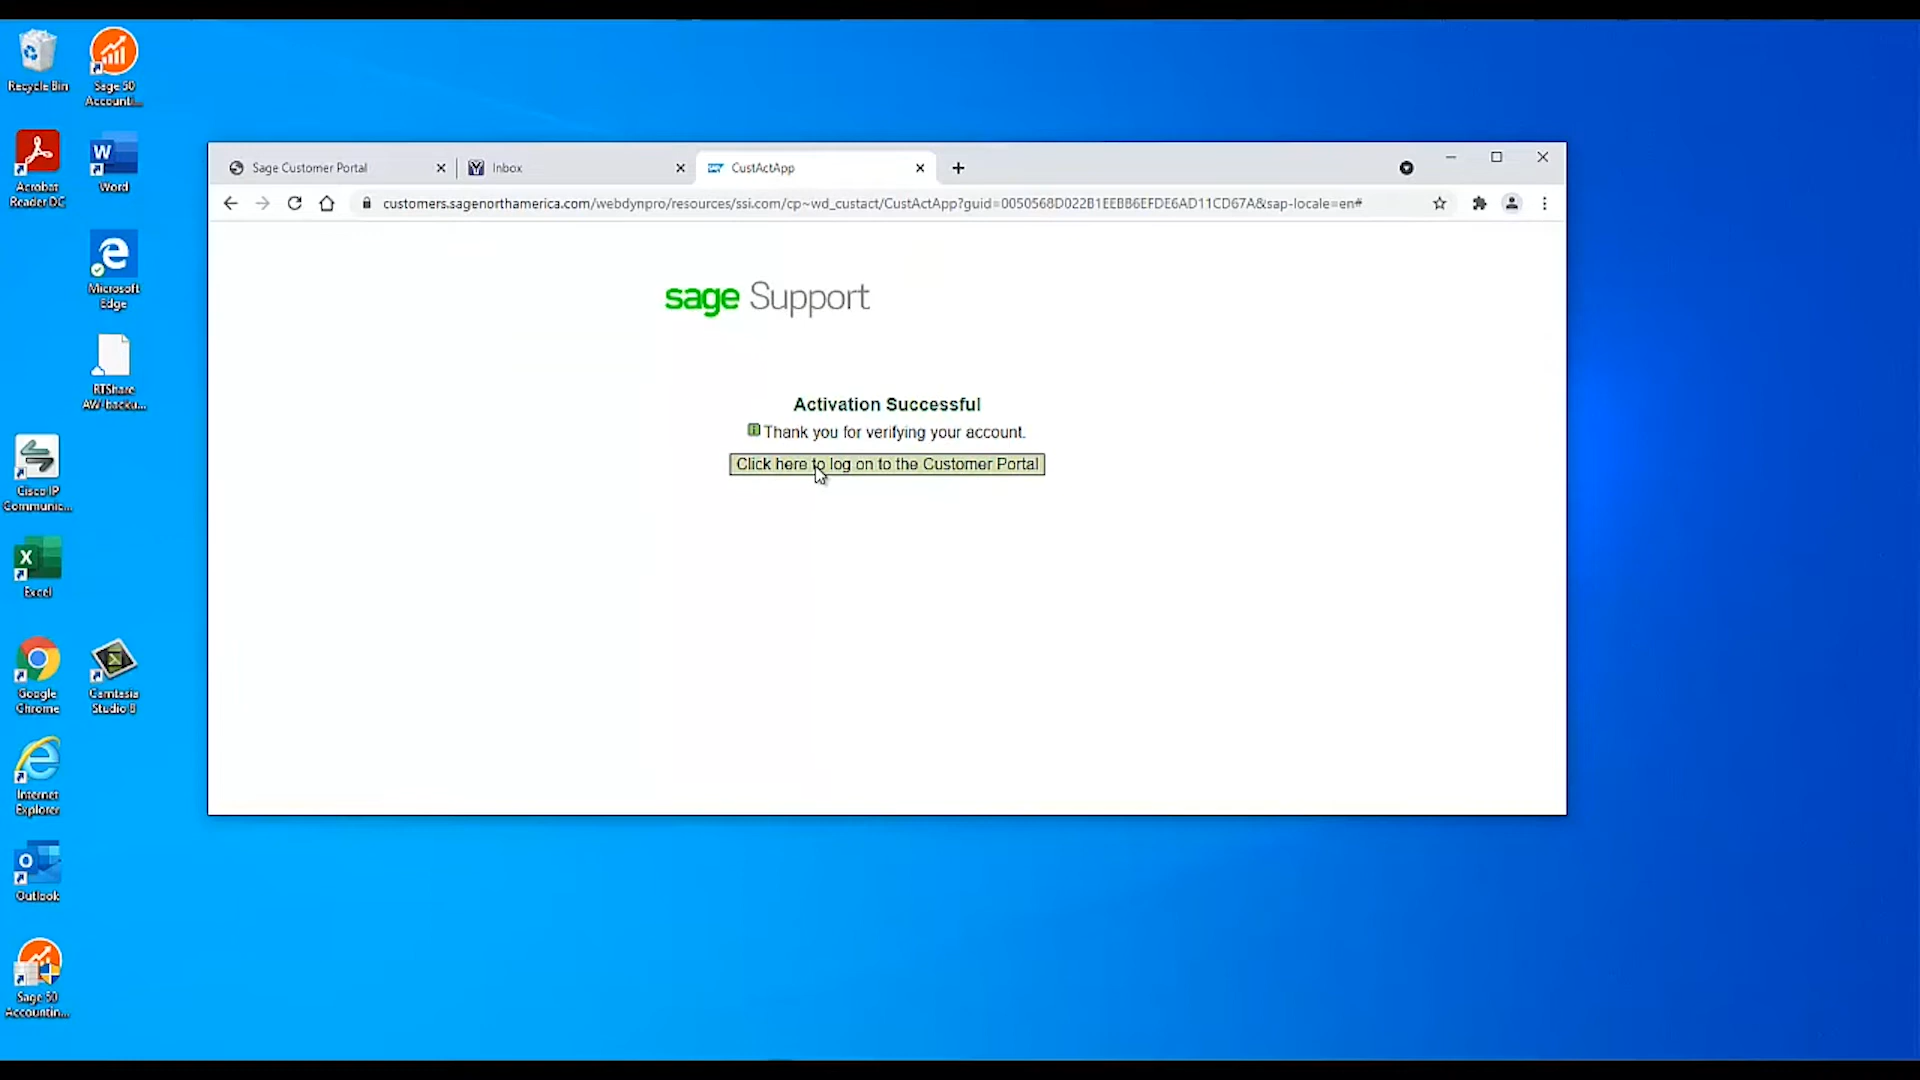 Recycle Bin
Sage 50
Accounti...
Acrobat
Reader DC
Word
Microsoft
Edge
RTShare
AW-backu...
Cisco IP
Communic...
Excel
Google
Chrome
Camtasia
Studio 8
Internet
Explorer
Outlook
Sage 50
Accountin...
Sage Customer Portal
Inbox
CustActApp
customers.sagenorthamerica.com/webdynpro/resources/ssi.com/cp~wd_custact/CustActApp?guid=0050568D022B1EEBB6EFDE6AD11CD67A&sap-locale=en#
sage Support
Activation Successful
Thank you for verifying your account.
Click here to log on to the Customer Portal